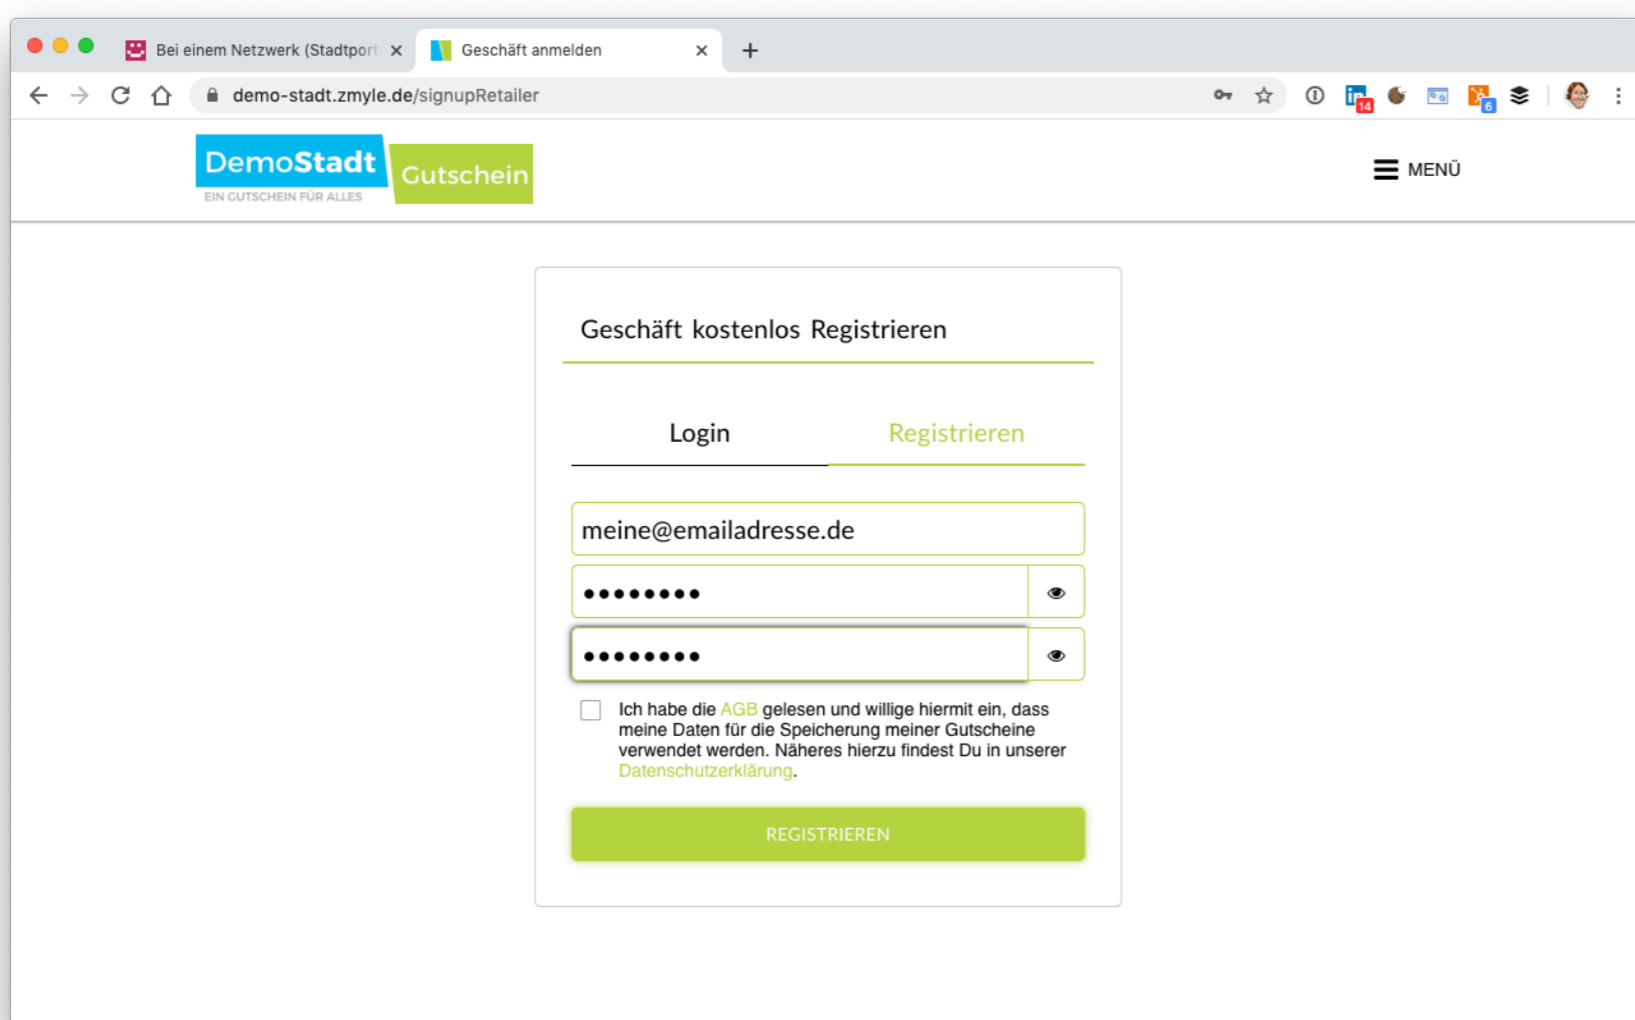 Bei einem Netzwerk (Stadtport
Geschäft anmelden
demo-stadt.zmyle.de/signupRetailer
14
6
DemoStadt
EIN GUTSCHEIN FÜR ALLES
Gutschein
MENÜ
Geschäft kostenlos Registrieren
Login
Registrieren
meine@emailadresse.de
Ich habe die AGB gelesen und willige hiermit ein, dass
meine Daten für die Speicherung meiner Gutscheine
verwendet werden. Näheres hierzu findest Du in unserer
Datenschutzerklärung.
REGISTRIEREN